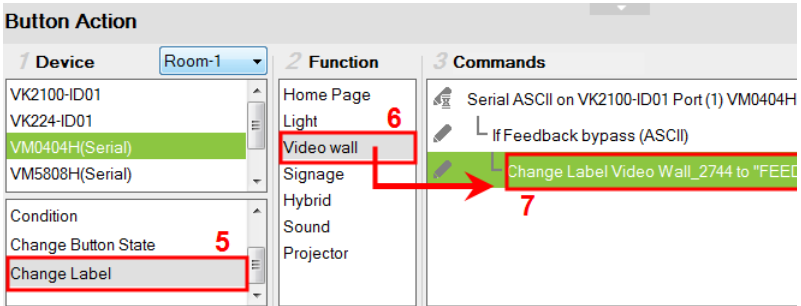 Button Action
1 Device
Room-1
2 Function
3 Commands
VK2100-ID01
VK224-ID01
VM0404H(Serial)
VM5808H(Serial)
Condition
Change Button State
5
Change Label
Home Page
Light
6
Video wall
Signage
Hybrid
Sound
Projector
Serial ASCII on VK2100-ID01 Port (1) VM0404H
If Feedback bypass (ASCII)
Change Label Video Wall_2744 to "FEED
7